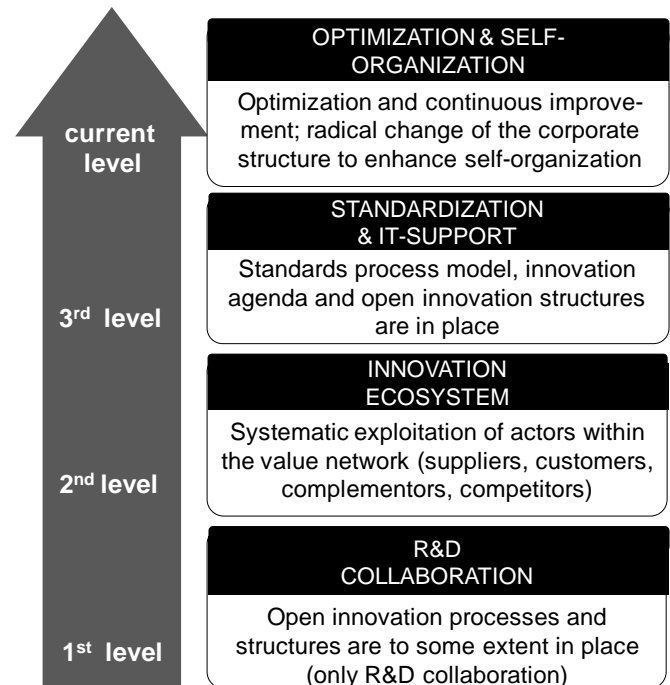 OPTIMIZATION & SELF-
ORGANIZATION
Optimization and continuous improve-
ment; radical change of the corporate
structure to enhance self-organization
current
level
STANDARDIZATION
& IT-SUPPORT
Standards process model, innovation
agenda and open innovation structures
are in place
3rd level
INNOVATION
ECOSYSTEM
Systematic exploitation of actors within
the value network (suppliers, customers,
complementors, competitors)
2nd level
R&D
COLLABORATION
Open innovation processes and
structures are to some extent in place
(only R&D collaboration)
1st level